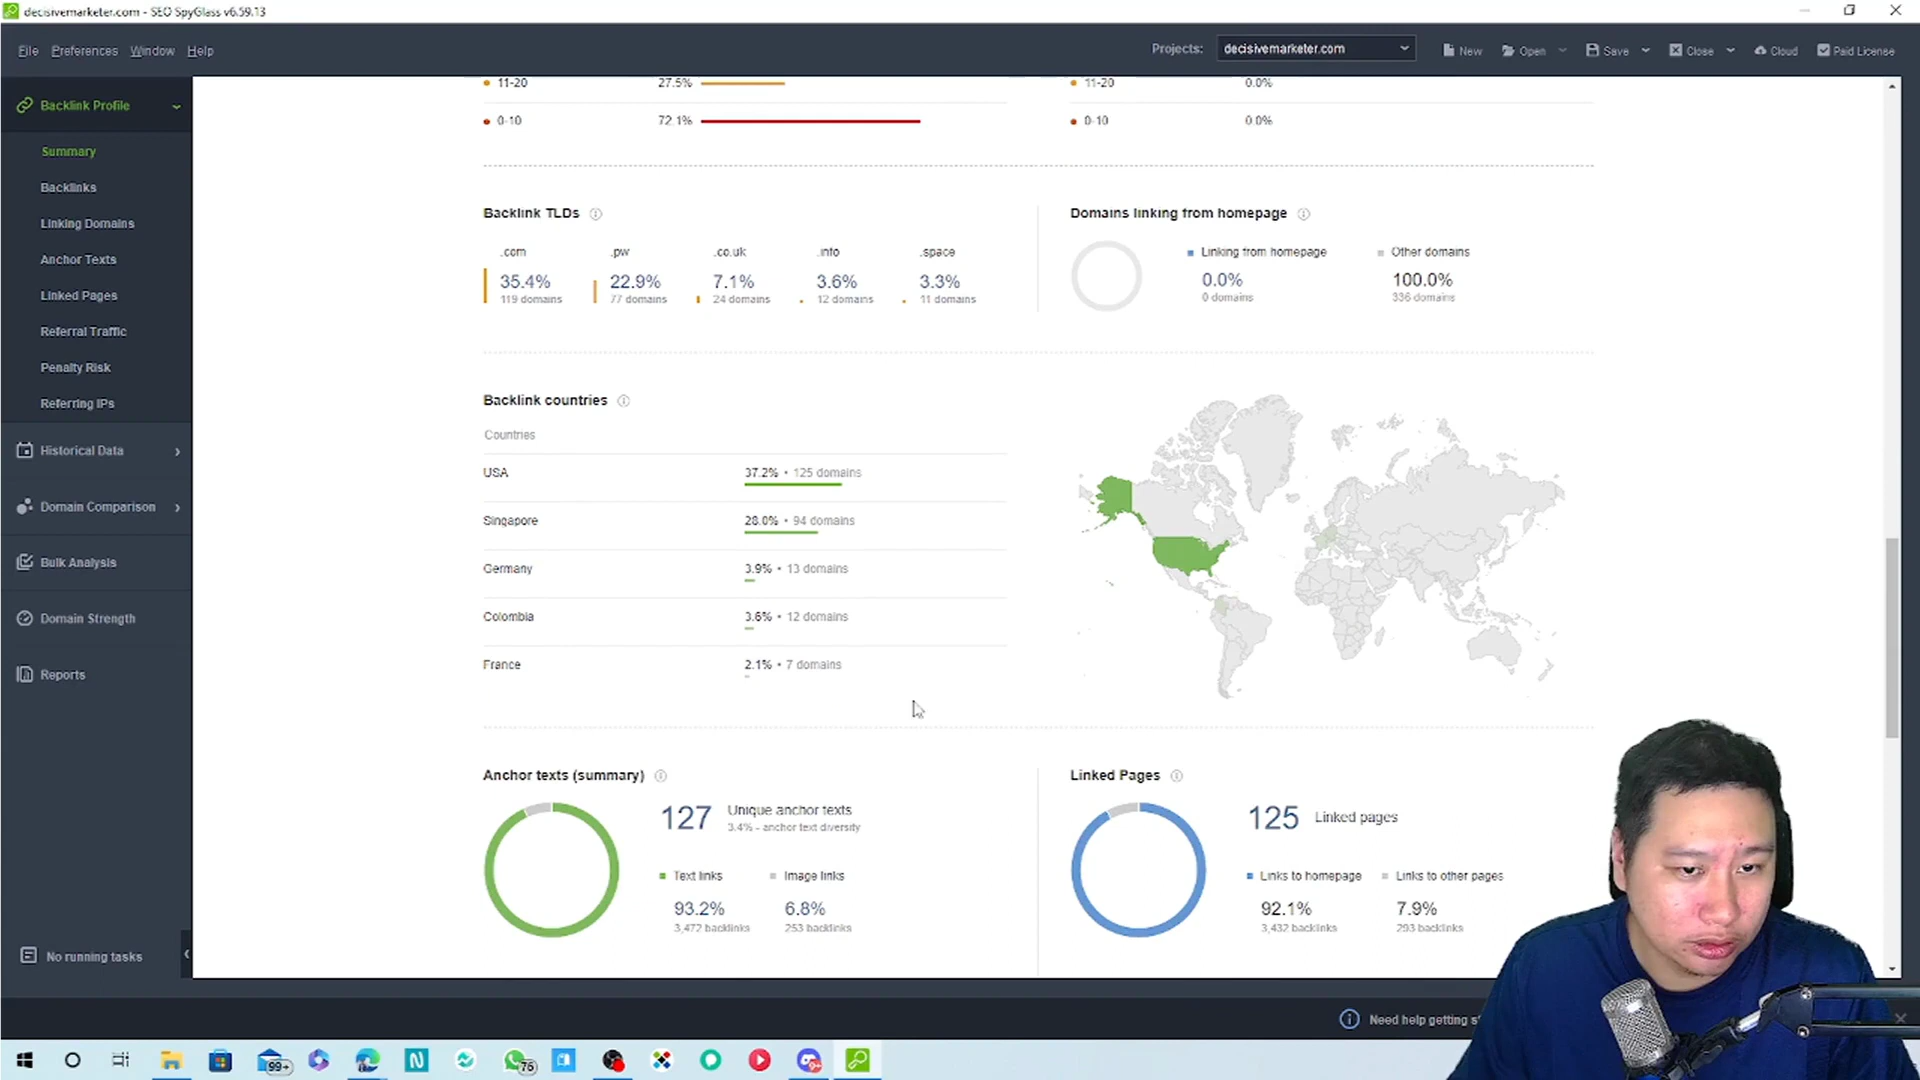 decisivemarketer.com - SEO SpyGlass v6.59.13
File Preferences Window Help
Projects: decisivemarketer.com New Open Save Close Cloud Paid License
Backlink Profile
Summary
Backlinks
Linking Domains
Anchor Texts
Linked Pages
Referral Traffic
Penalty Risk
Referring IPs
Historical Data
Domain Comparison
Bulk Analysis
Domain Strength
Reports
No running tasks
11-20 27.5%
0-10 72.1%
11-20 0.0%
0-10 0.0%
Backlink TLDs
.com .pw .co.uk .info .space
35.4% 22.9% 7.1% 3.6% 3.3%
119 domains 77 domains 24 domains 12 domains 11 domains
Domains linking from homepage
Linking from homepage Other domains
0.0% 100.0%
0 domains 336 domains
Backlink countries
Countries
USA 37.2% • 125 domains
Singapore 28.0% • 94 domains
Germany 3.9% • 13 domains
Colombia 3.6% • 12 domains
France 2.1% • 7 domains
Anchor texts (summary)
127 Unique anchor texts
3.4% - anchor text diversity
Text links Image links
93.2% 6.8%
3,472 backlinks 253 backlinks
Linked Pages
125 Linked pages
Links to homepage Links to other pages
92.1% 7.9%
3,432 backlinks 293 backlinks
Need help getting
99+
76